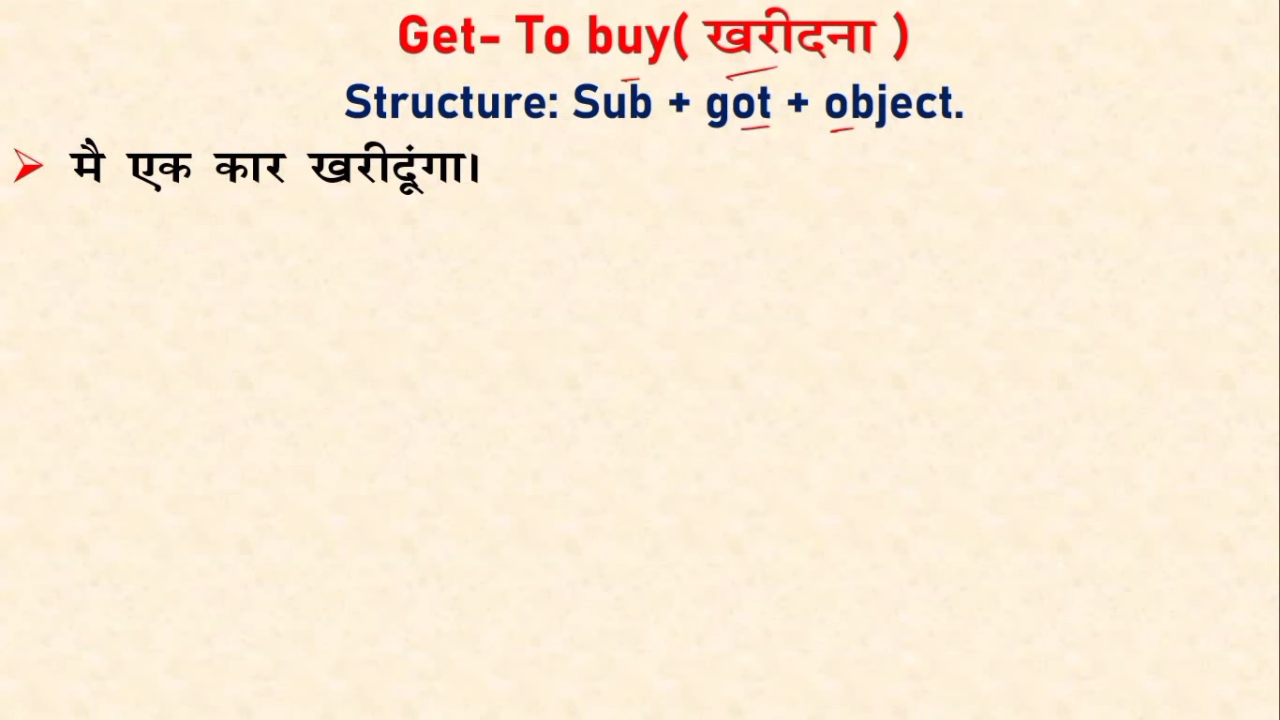 Get- To buy( खरीदना )
Structure: Sub + got + object.
मै एक कार खरीदूंगा।